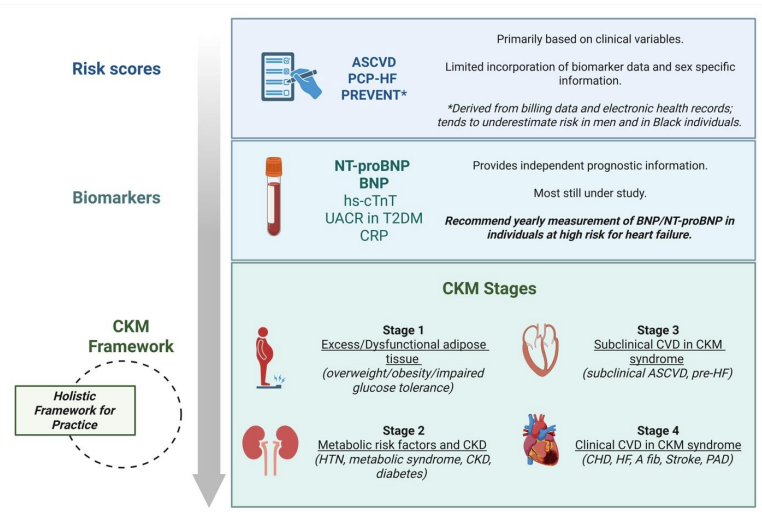 Risk scores
ASCVD
PCP-HF
PREVENT*
Primarily based on clinical variables.
Limited incorporation of biomarker data and sex specific
information.
*Derived from billing data and electronic health records;
tends to underestimate risk in men and in Black individuals.
Biomarkers
NT-proBNP
BNP
hs-cTnT
UACR in T2DM
CRP
Provides independent prognostic information.
Most still under study.
Recommend yearly measurement of BNP/NT-proBNP in
individuals at high risk for heart failure.
CKM
Framework
Holistic
Framework for
Practice
CKM Stages
Stage 1
Excess/Dysfunctional adipose
tissue
(overweight/obesity/impaired
glucose tolerance)
Stage 2
Metabolic risk factors and CKD
(HTN, metabolic syndrome, CKD,
diabetes)
Stage 3
Subclinical CVD in CKM
syndrome
(subclinical ASCVD, pre-HF)
Stage 4
Clinical CVD in CKM syndrome
(CHD, HF, A fib, Stroke, PAD)